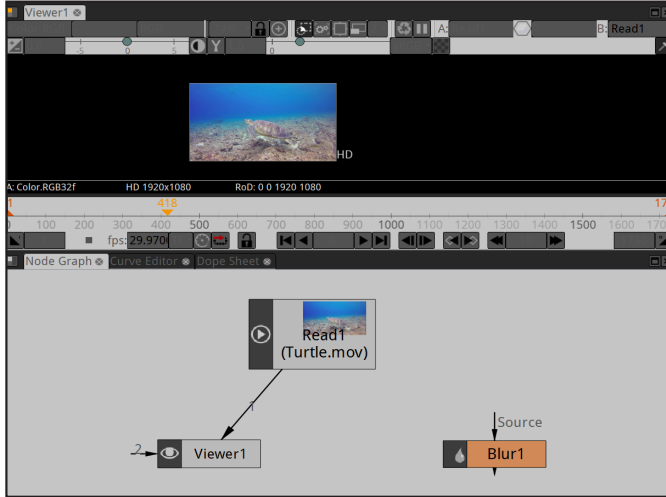 Viewer1
A:
B: Read1
-5 0 5
0
HD
A: Color.RGB32f HD 1920x1080 RoD: 0 0 1920 1080
1 418 17
0 100 200 300 400 500 600 700 800 900 1000 1100 1200 1300 1400 1500 1600 170
fps: 29.970
Node Graph Curve Editor Dope Sheet
Read1
(Turtle.mov)
1
Source
2
Viewer1
Blur1